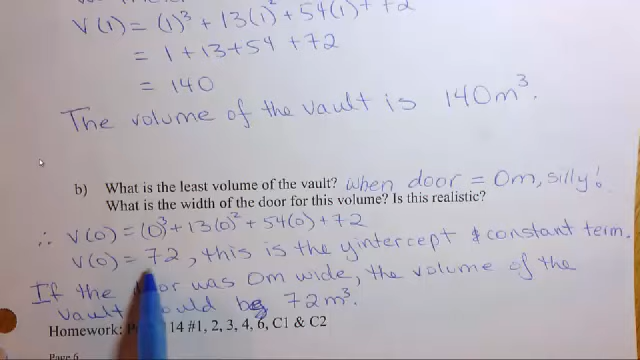 V(1) = (1)³ + 13(1)² + 54(1) + 72
= 1 + 13 + 54 + 72
= 140
The volume of the vault is 140m³.
b) What is the least volume of the vault? when door = 0m, silly!
What is the width of the door for this volume? Is this realistic?
∴ V(0) = (0)³ + 13(0)² + 54(0) + 72
V(0) = 72, this is the yintercept & constant term.
If the door was 0m wide, the volume of the
vault would be 72m³.
Homework: 14 #1, 2, 3, 4, 6, C1 & C2
Page 6